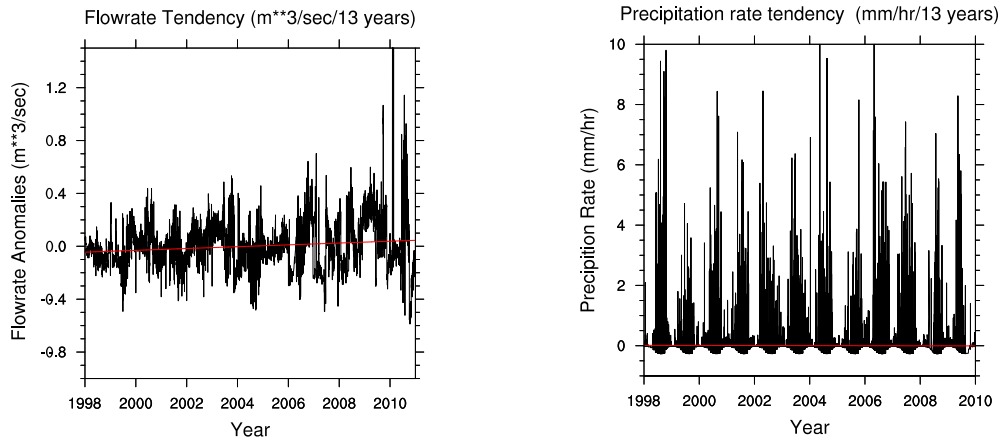 Flowrate Tendency (m**3/sec/13 years)
Flowrate Anomalies (m**3/sec)
1.2
0.8
0.4
0.0
-0.4
-0.8
1998 2000 2002 2004 2006 2008 2010
Year
Precipitation rate tendency (mm/hr/13 years)
Precipition Rate (mm/hr)
10
8
6
4
2
0
1998 2000 2002 2004 2006 2008 2010
Year